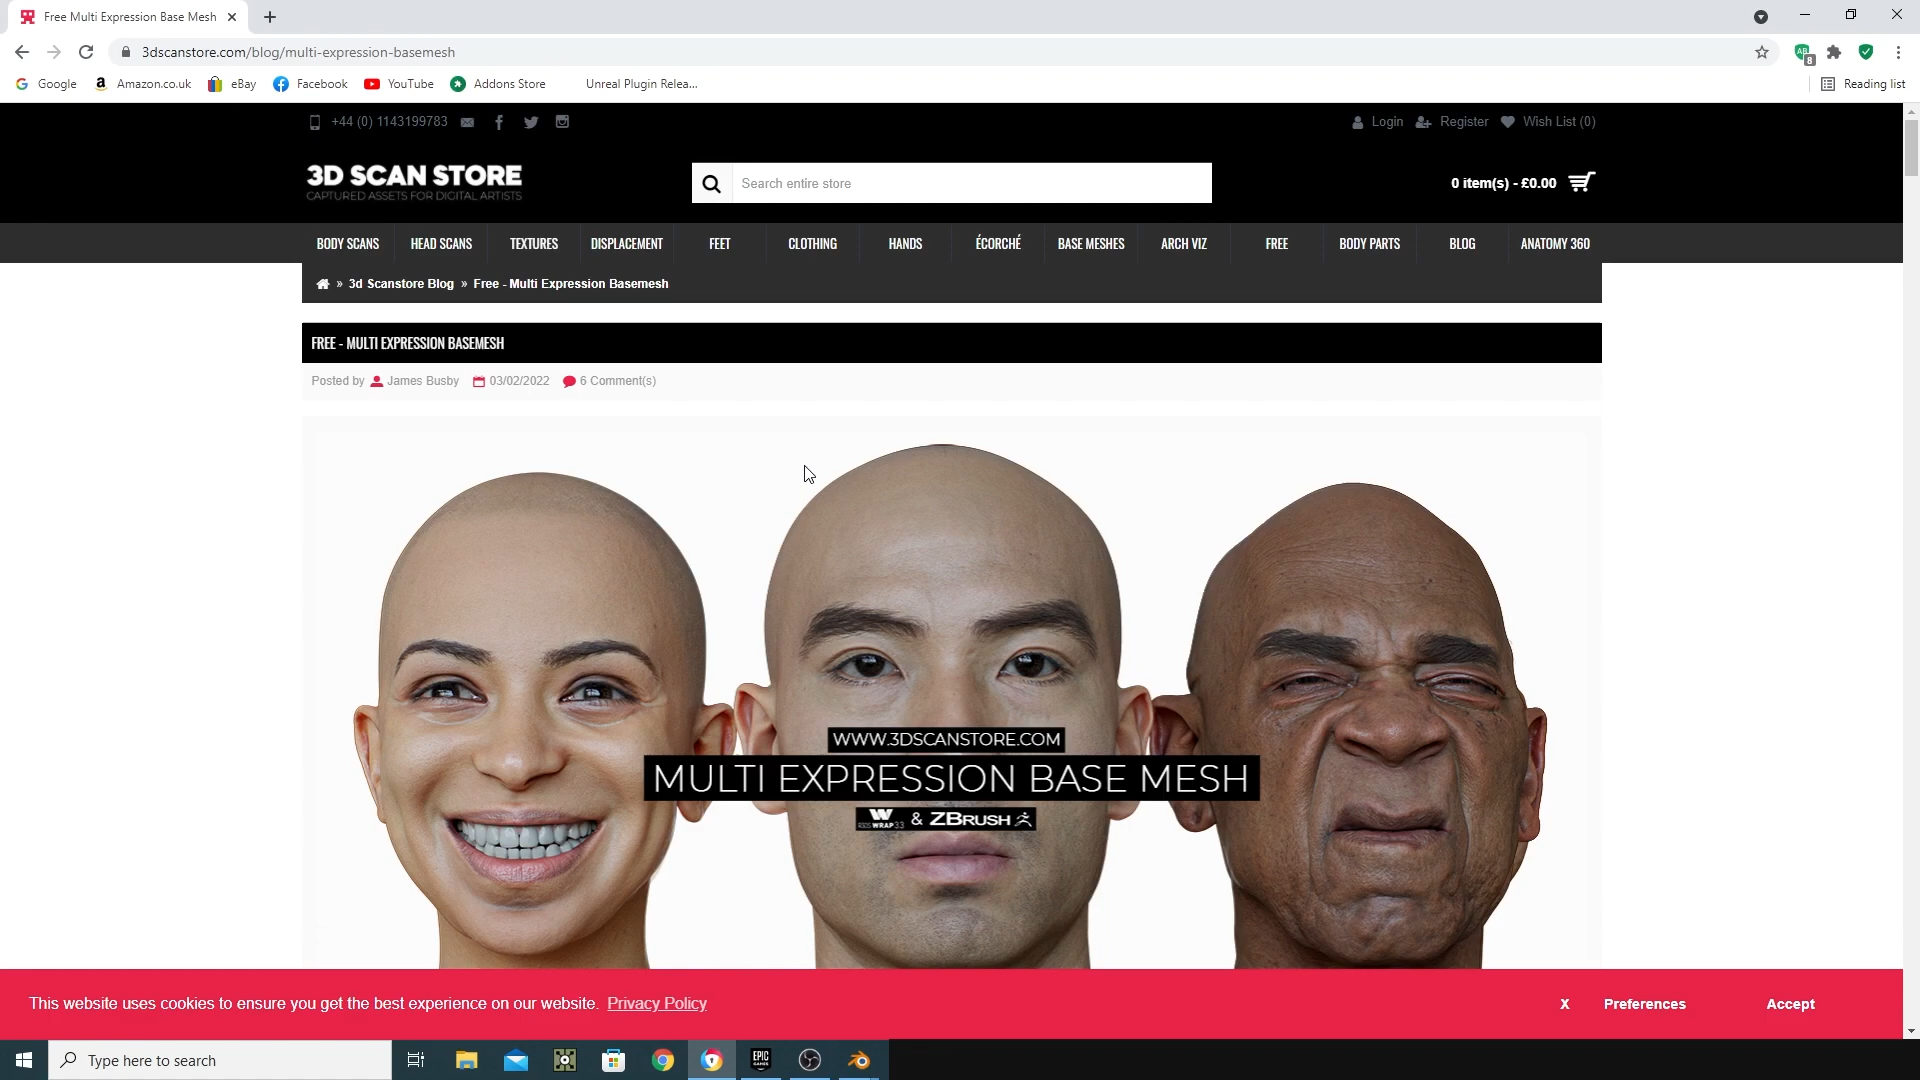 Free Multi Expression Base Mesh
3dscanstore.com/blog/multi-expression-basemesh
8
Google
Amazon.co.uk
eBay
Facebook
YouTube
Addons Store
Unreal Plugin Relea...
Reading list
+44 (0) 1143199783
Login
Register
Wish List (0)
3D SCAN STORE
CAPTURED ASSETS FOR DIGITAL ARTISTS
Search entire store
0 item(s) - £0.00
BODY SCANS
HEAD SCANS
TEXTURES
DISPLACEMENT
FEET
CLOTHING
HANDS
ÉCORCHÉ
BASE MESHES
ARCH VIZ
FREE
BODY PARTS
BLOG
ANATOMY 360
» 3d Scanstore Blog » Free - Multi Expression Basemesh
FREE - MULTI EXPRESSION BASEMESH
Posted by James Busby 03/02/2022 6 Comment(s)
WWW.3DSCANSTORE.COM
MULTI EXPRESSION BASE MESH
& ZBRUSH
This website uses cookies to ensure you get the best experience on our website. Privacy Policy
X
Preferences
Accept
Type here to search
EPIC GAMES